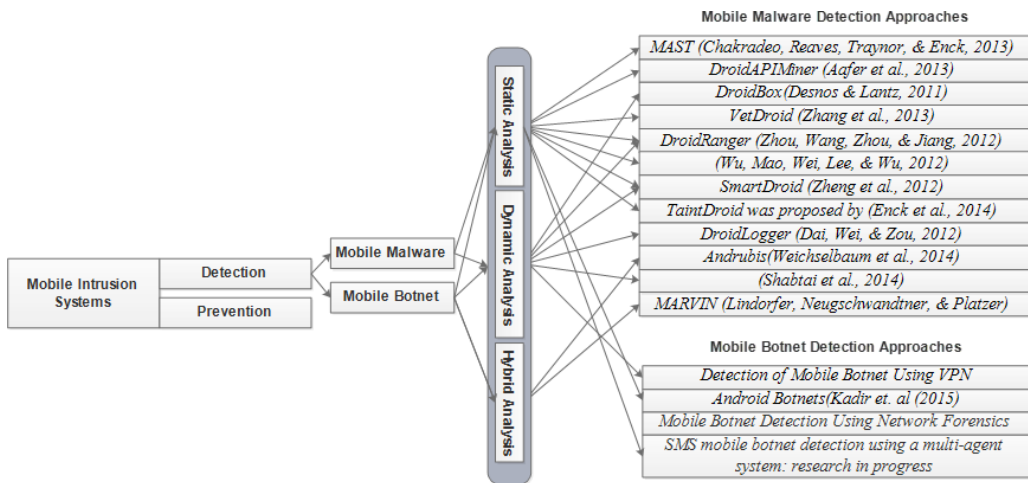 Mobile Malware Detection Approaches
MAST (Chakradeo, Reaves, Traynor, & Enck, 2013)
DroidAPIMiner (Aafer et al., 2013)
DroidBox(Desnos & Lantz, 2011)
VetDroid (Zhang et al., 2013)
DroidRanger (Zhou, Wang, Zhou, & Jiang, 2012)
(Wu, Mao, Wei, Lee, & Wu, 2012)
SmartDroid (Zheng et al., 2012)
TaintDroid was proposed by (Enck et al., 2014)
DroidLogger (Dai, Wei, & Zou, 2012)
Andrubis(Weichselbaum et al., 2014)
(Shabtai et al., 2014)
MARVIN (Lindorfer, Neugschwandtner, & Platzer)
Static Analysis
Dynamic Analysis
Hybrid Analysis
Mobile Malware
Mobile Botnet
Mobile Intrusion
Systems
Detection
Prevention
Mobile Botnet Detection Approaches
Detection of Mobile Botnet Using VPN
Android Botnets(Kadir et. al (2015)
Mobile Botnet Detection Using Network Forensics
SMS mobile botnet detection using a multi-agent
system: research in progress